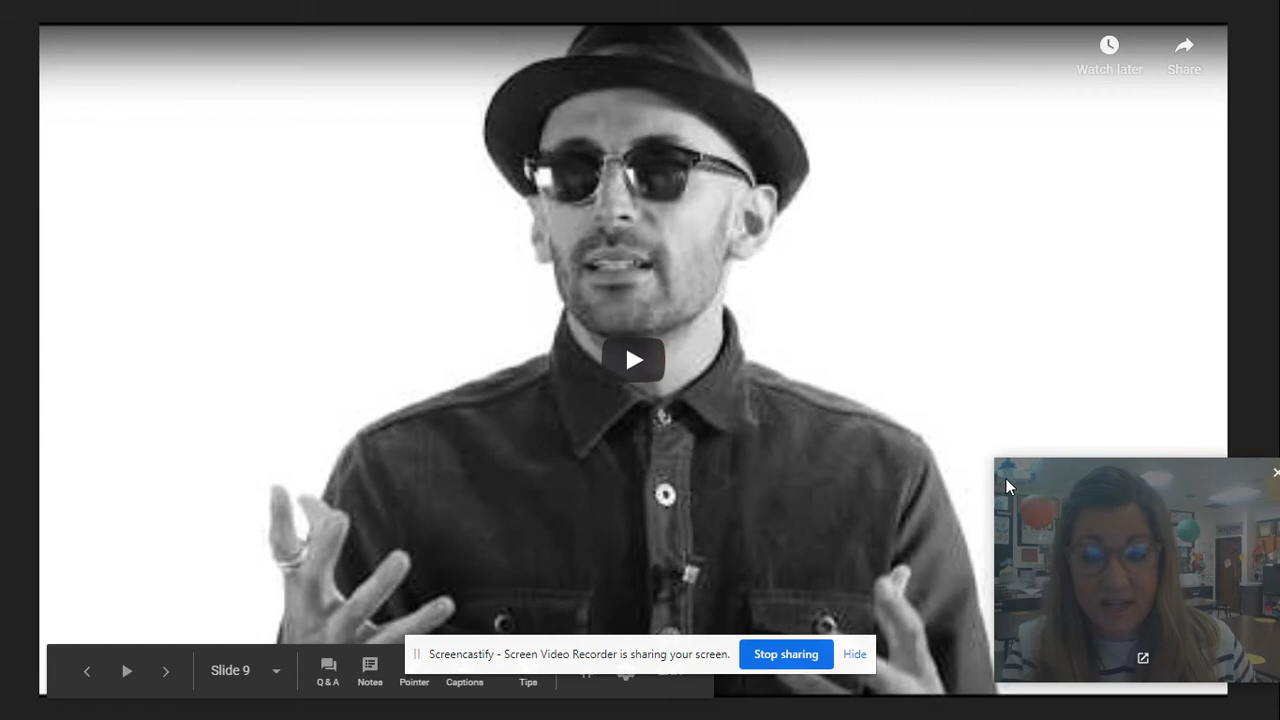 Watch later
Share
Screencastify - Screen Video Recorder is sharing your screen.
Stop sharing
Hide
Slide 9
Q & A
Notes
Pointer
Captions
Tips